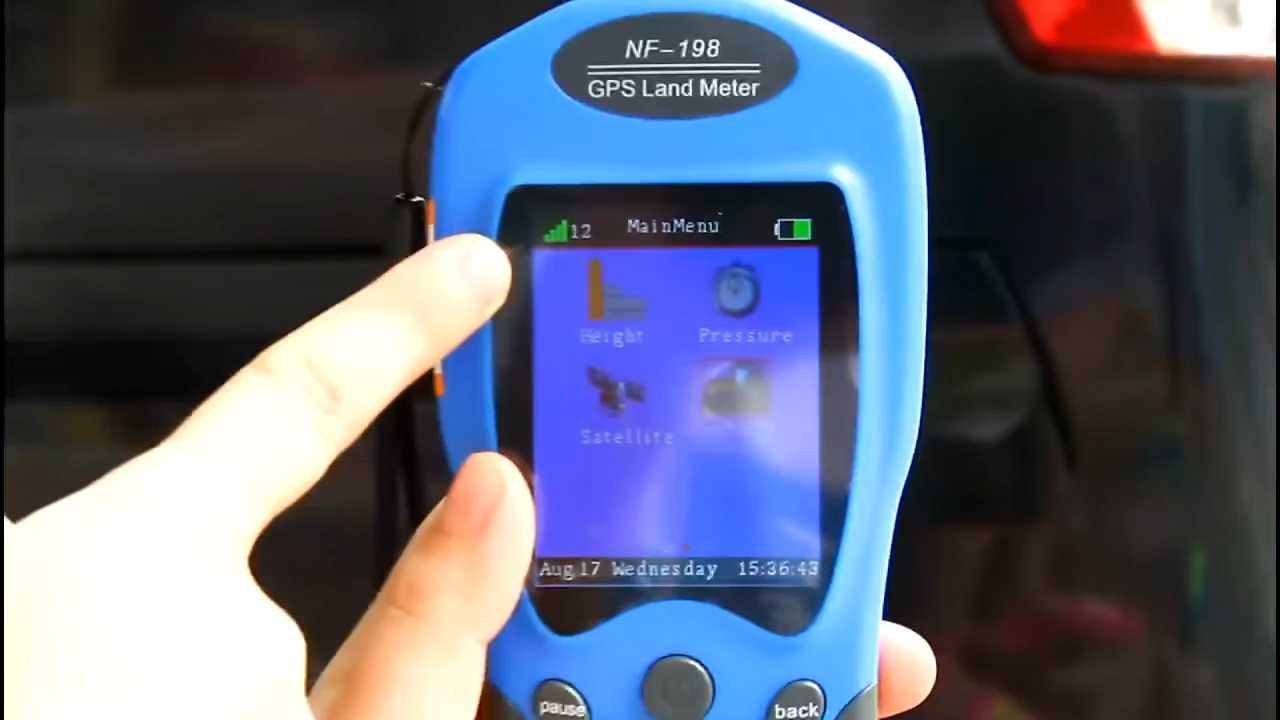 NF-198
GPS Land Meter
12 MainMenu
Height Pressure
Satellite
Aug 17 Wednesday 15:36:43
pause back